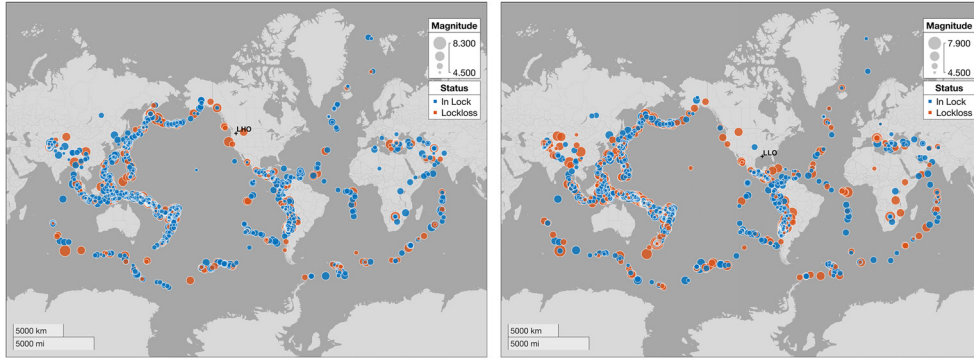 Magnitude
8.300
4.500
Status
In Lock
Lockloss
LHO
5000 km
5000 mi
Magnitude
7.900
4.500
Status
In Lock
Lockloss
LLO
5000 km
5000 mi